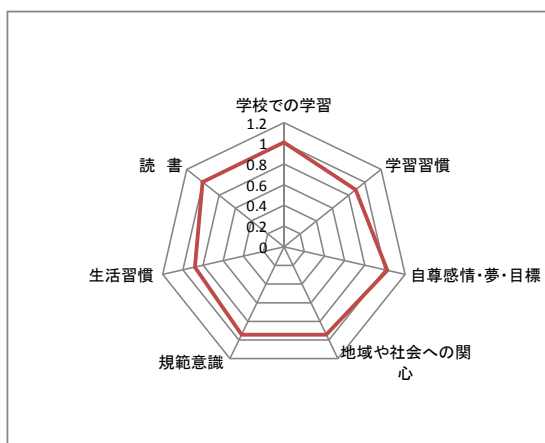 学校での学習
1.2
1
0.8
0.6
0.4
0.2
0
学習習慣
自尊感情・夢・目標
地域や社会への関
心
規範意識
生活習慣
読 書